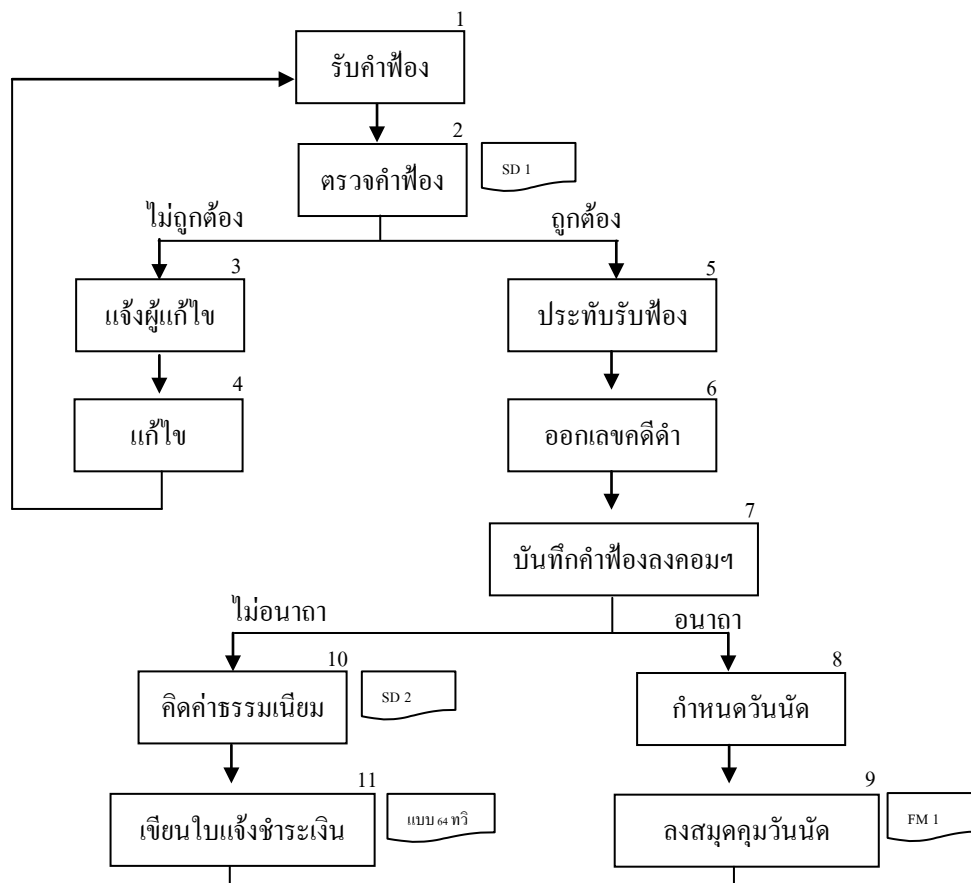 1
รับคำฟ้อง
2
ตรวจคำฟ้อง
SD 1
ไม่ถูกต้อง
ถูกต้อง
3
แจ้งผู้แก้ไข
5
ประทับรับฟ้อง
4
แก้ไข
6
ออกเลขคดีดำ
7
บันทึกคำฟ้องลงคอมฯ
ไม่อนาถา
อนาถา
10
คิดค่าธรรมเนียม
SD 2
8
กำหนดวันนัด
11
เขียนใบแจ้งชำระเงิน
แบบ 64 ทวิ
9
ลงสมุดคุมวันนัด
FM 1